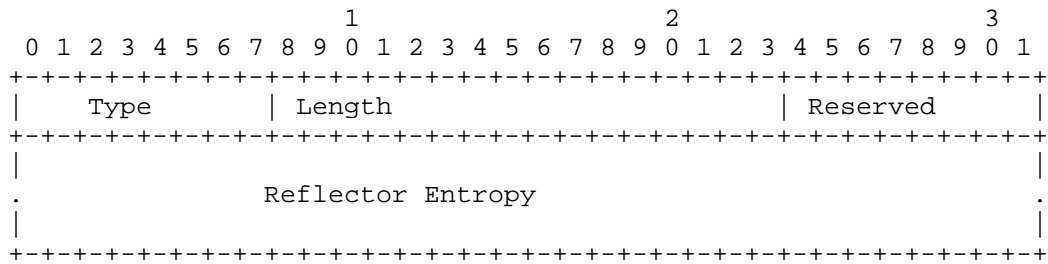 1                   2                   3
 0 1 2 3 4 5 6 7 8 9 0 1 2 3 4 5 6 7 8 9 0 1 2 3 4 5 6 7 8 9 0 1
+-+-+-+-+-+-+-+-+-+-+-+-+-+-+-+-+-+-+-+-+-+-+-+-+-+-+-+-+-+-+-+-+
|    Type       | Length                        | Reserved      |
+-+-+-+-+-+-+-+-+-+-+-+-+-+-+-+-+-+-+-+-+-+-+-+-+-+-+-+-+-+-+-+-+
|                                                               |
.               Reflector Entropy                               .
|                                                               |
+-+-+-+-+-+-+-+-+-+-+-+-+-+-+-+-+-+-+-+-+-+-+-+-+-+-+-+-+-+-+-+-+